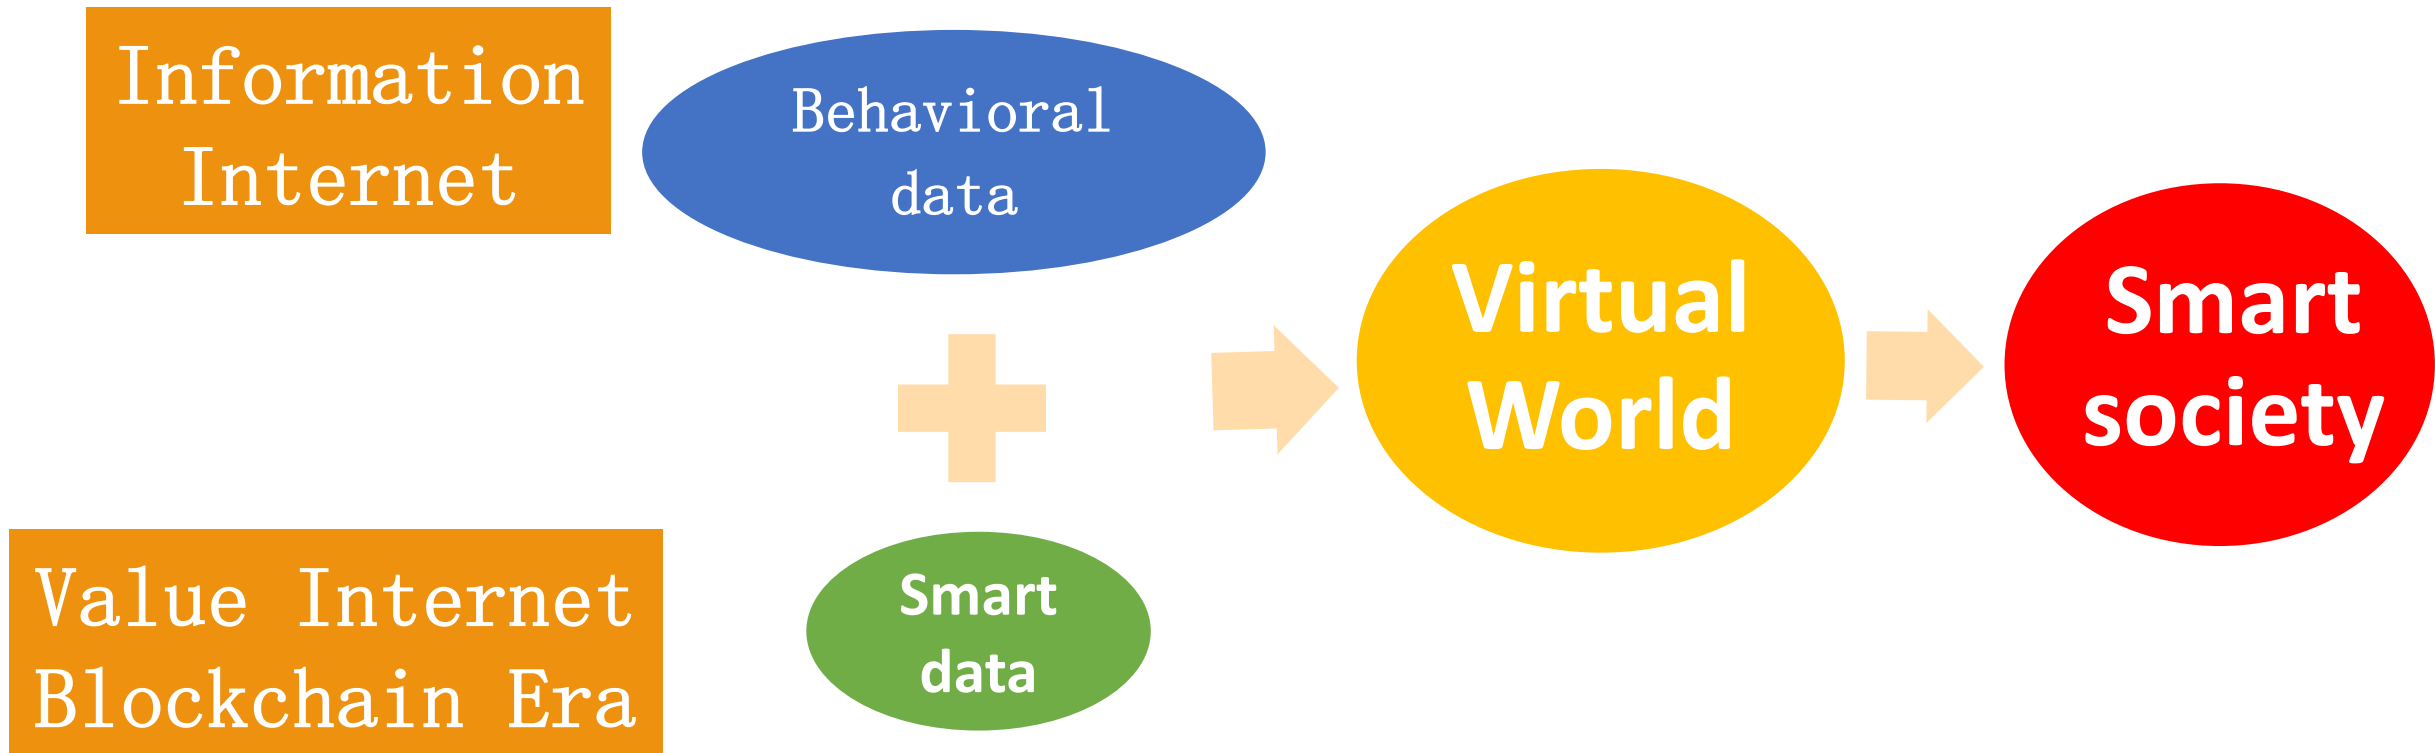 Information
Internet
Behavioral
data
Virtual
World
Smart
society
Value Internet
Blockchain Era
Smart
data